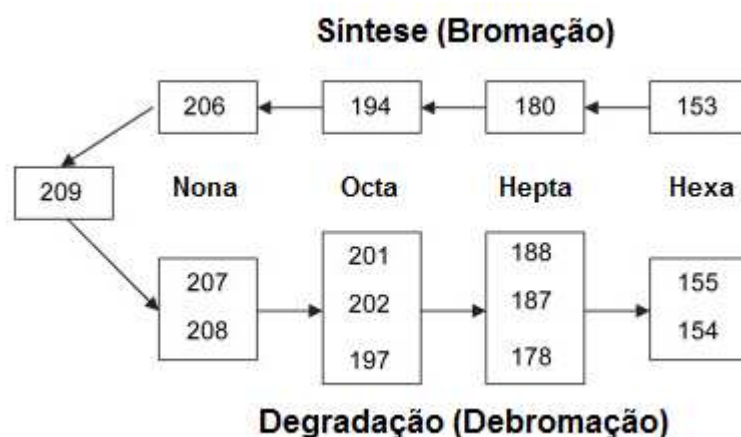 Síntese (Bromação)
206 194 180 153
209 Nona Octa Hepta Hexa
207
208
201
202
197
188
187
178
155
154
Degradação (Debromação)